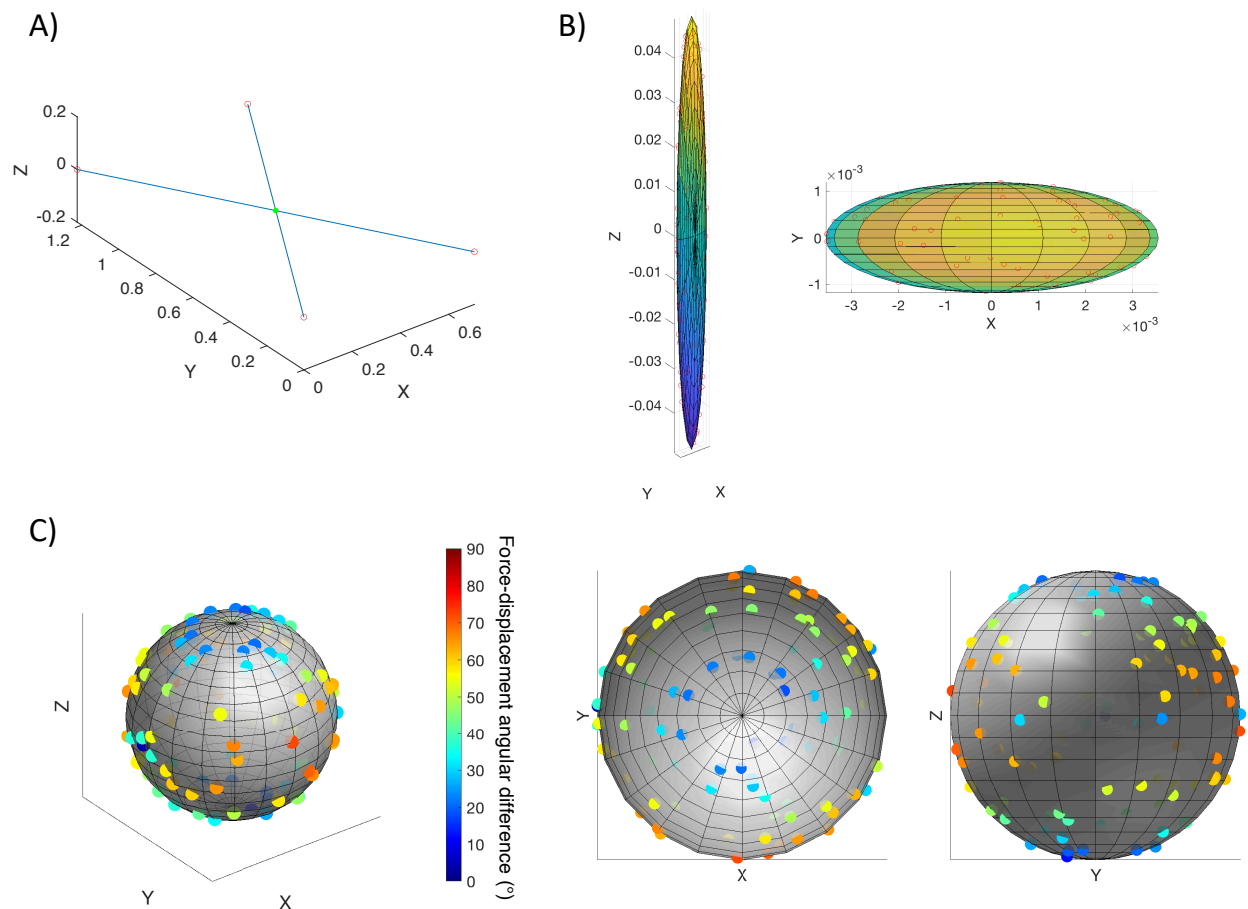 A)
0.2
0
-0.2
Z
1.2
1
0.8
0.6
0.4
0.2
0
Y
0
0.2
0.4
0.6
X
B)
0.04
0.03
0.02
0.01
0
-0.01
-0.02
-0.03
-0.04
Z
Y
X
×10⁻³
1
0
-1
Y
-3
-2
-1
0
1
2
3
X
×10⁻³
C)
Z
Y
X
90
80
70
60
50
40
30
20
10
0
Force-displacement angular difference (°)
Y
X
Z
Y